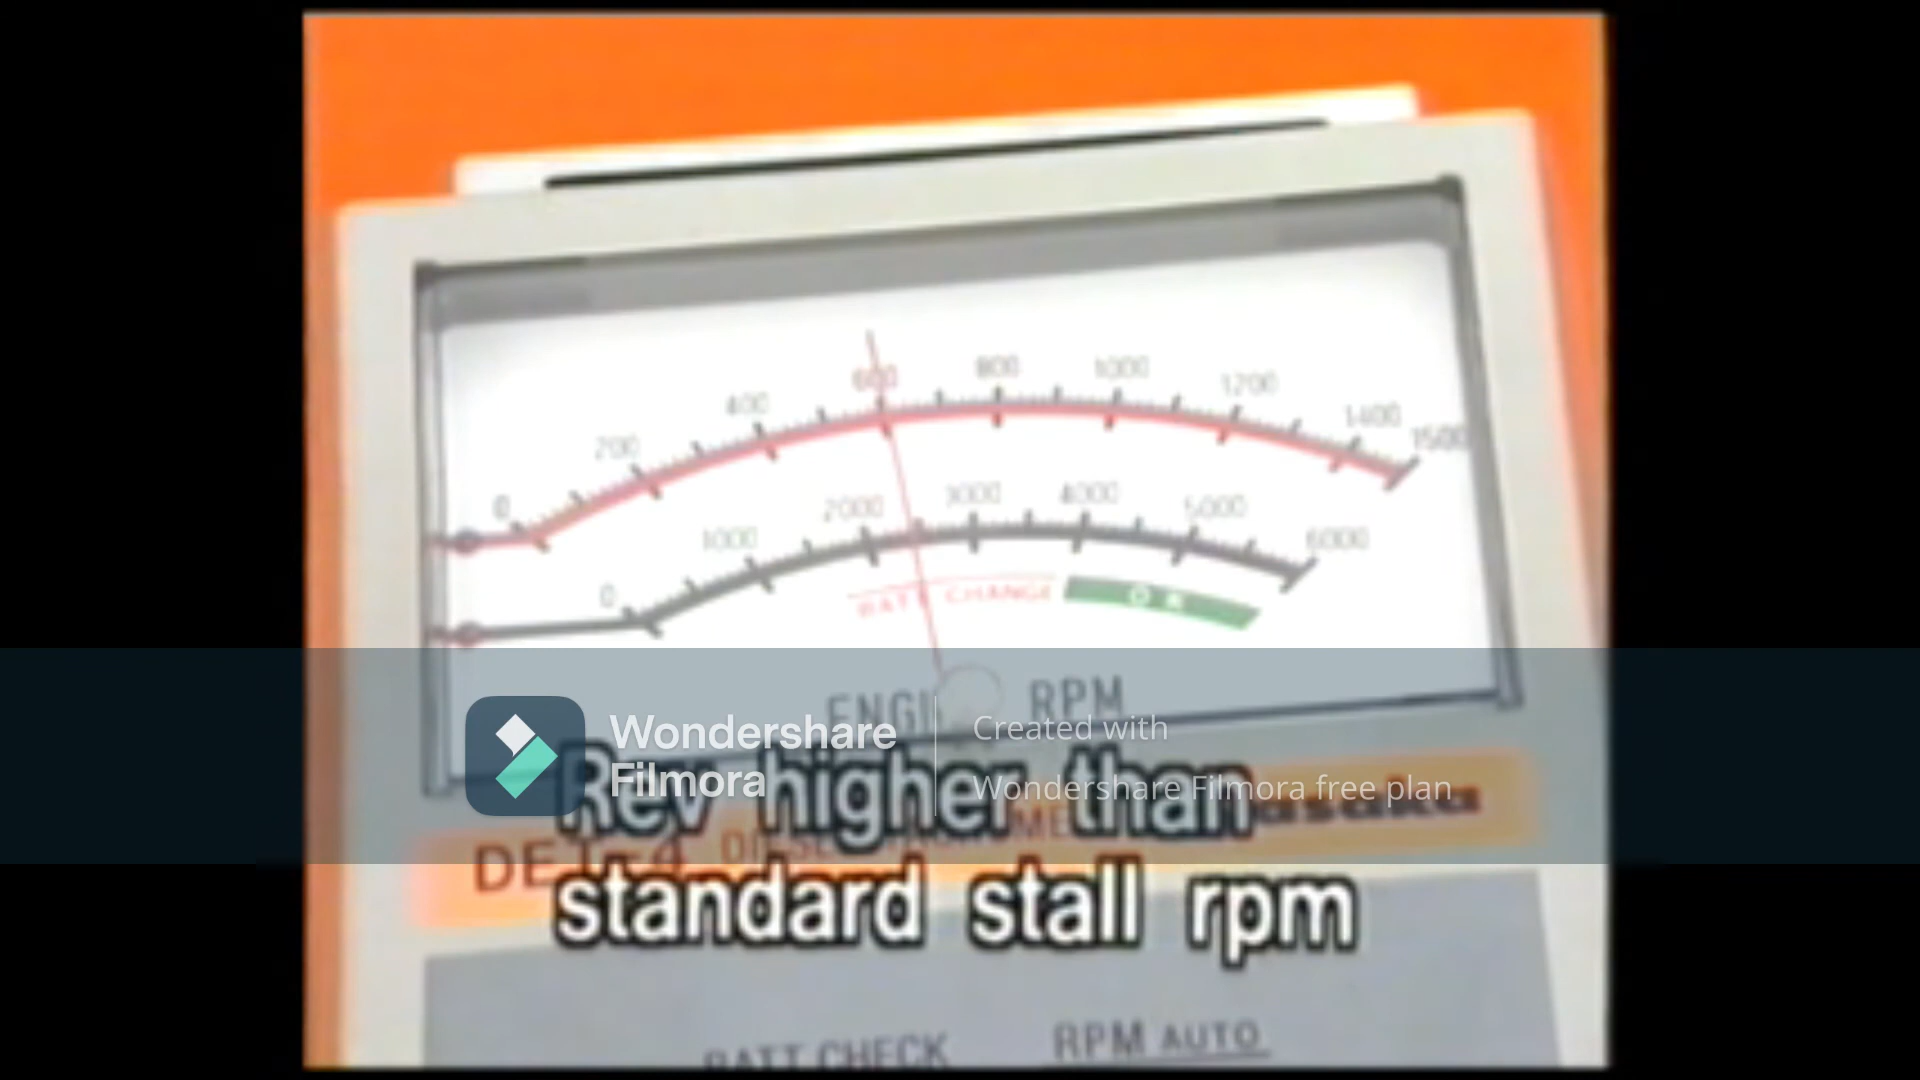 0 200 400 600 800 1000 1200 1400 1500
0 1000 2000 3000 4000 5000 6000
BATT CHANGE OK
RPM
Wondershare
Filmora
Created with
Wondershare Filmora free plan
Rev higher than
standard stall rpm
BATT CHECK
RPM AUTO